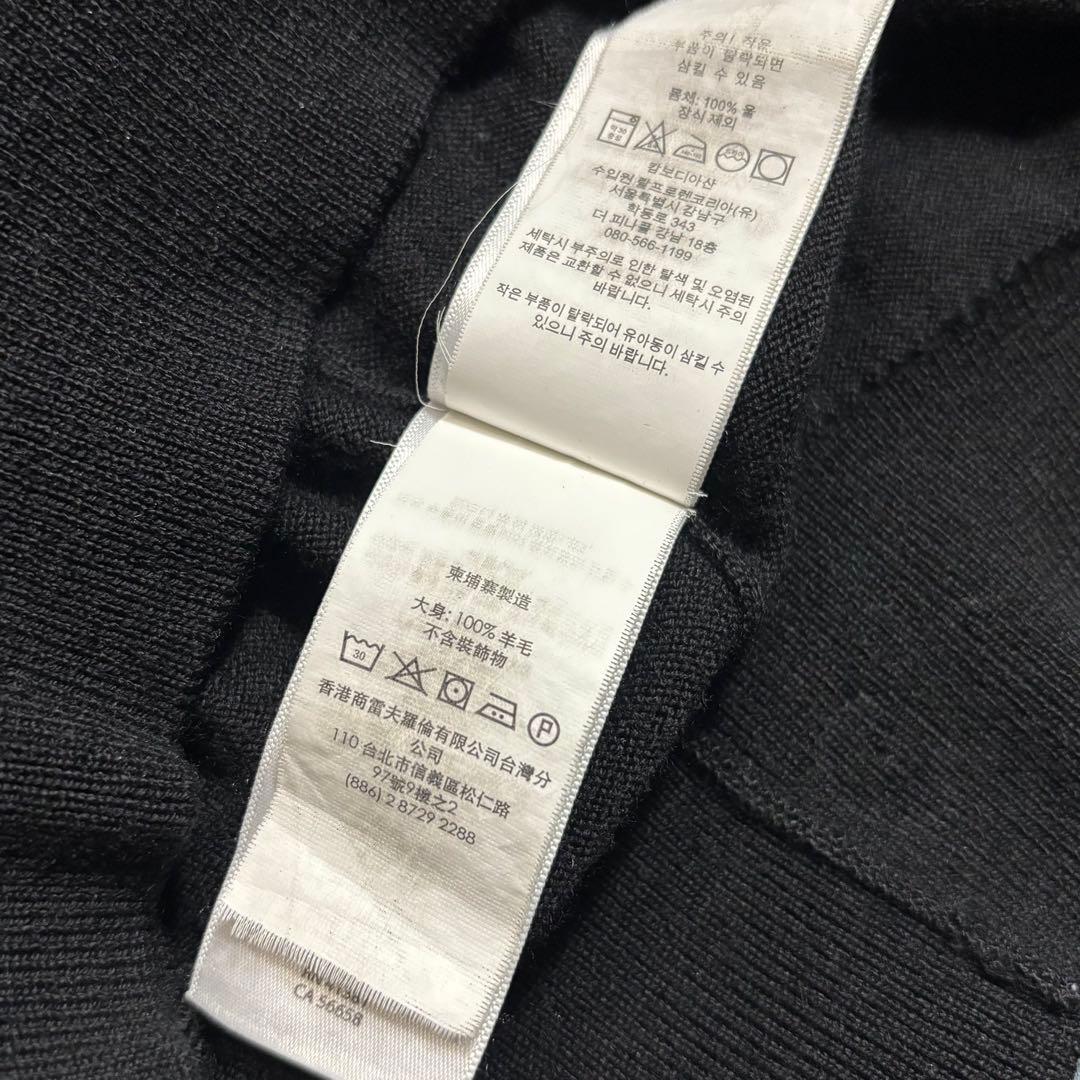 주의! 작은
부품이 탈락되면
삼킬 수 있음
몸체: 100% 울
장식 제외
약 30
중성
캄보디아산
수입원 랄프로렌코리아(유)
서울특별시 강남구
학동로 343
더 피나클 강남 18층
080-566-1199
세탁시 부주의로 인한 탈색 및 오염된
제품은 교환할 수 없으니 세탁시 주의
바랍니다.
작은 부품이 탈락되어 유아동이 삼킬 수
있으니 주의 바랍니다.
柬埔寨製造
大身: 100% 羊毛
不含裝飾物
30
P
香港商雷夫羅倫有限公司台灣分
公司
110 台北市信義區松仁路
97號9樓之2
(886) 2 8729 2288
CA 56658